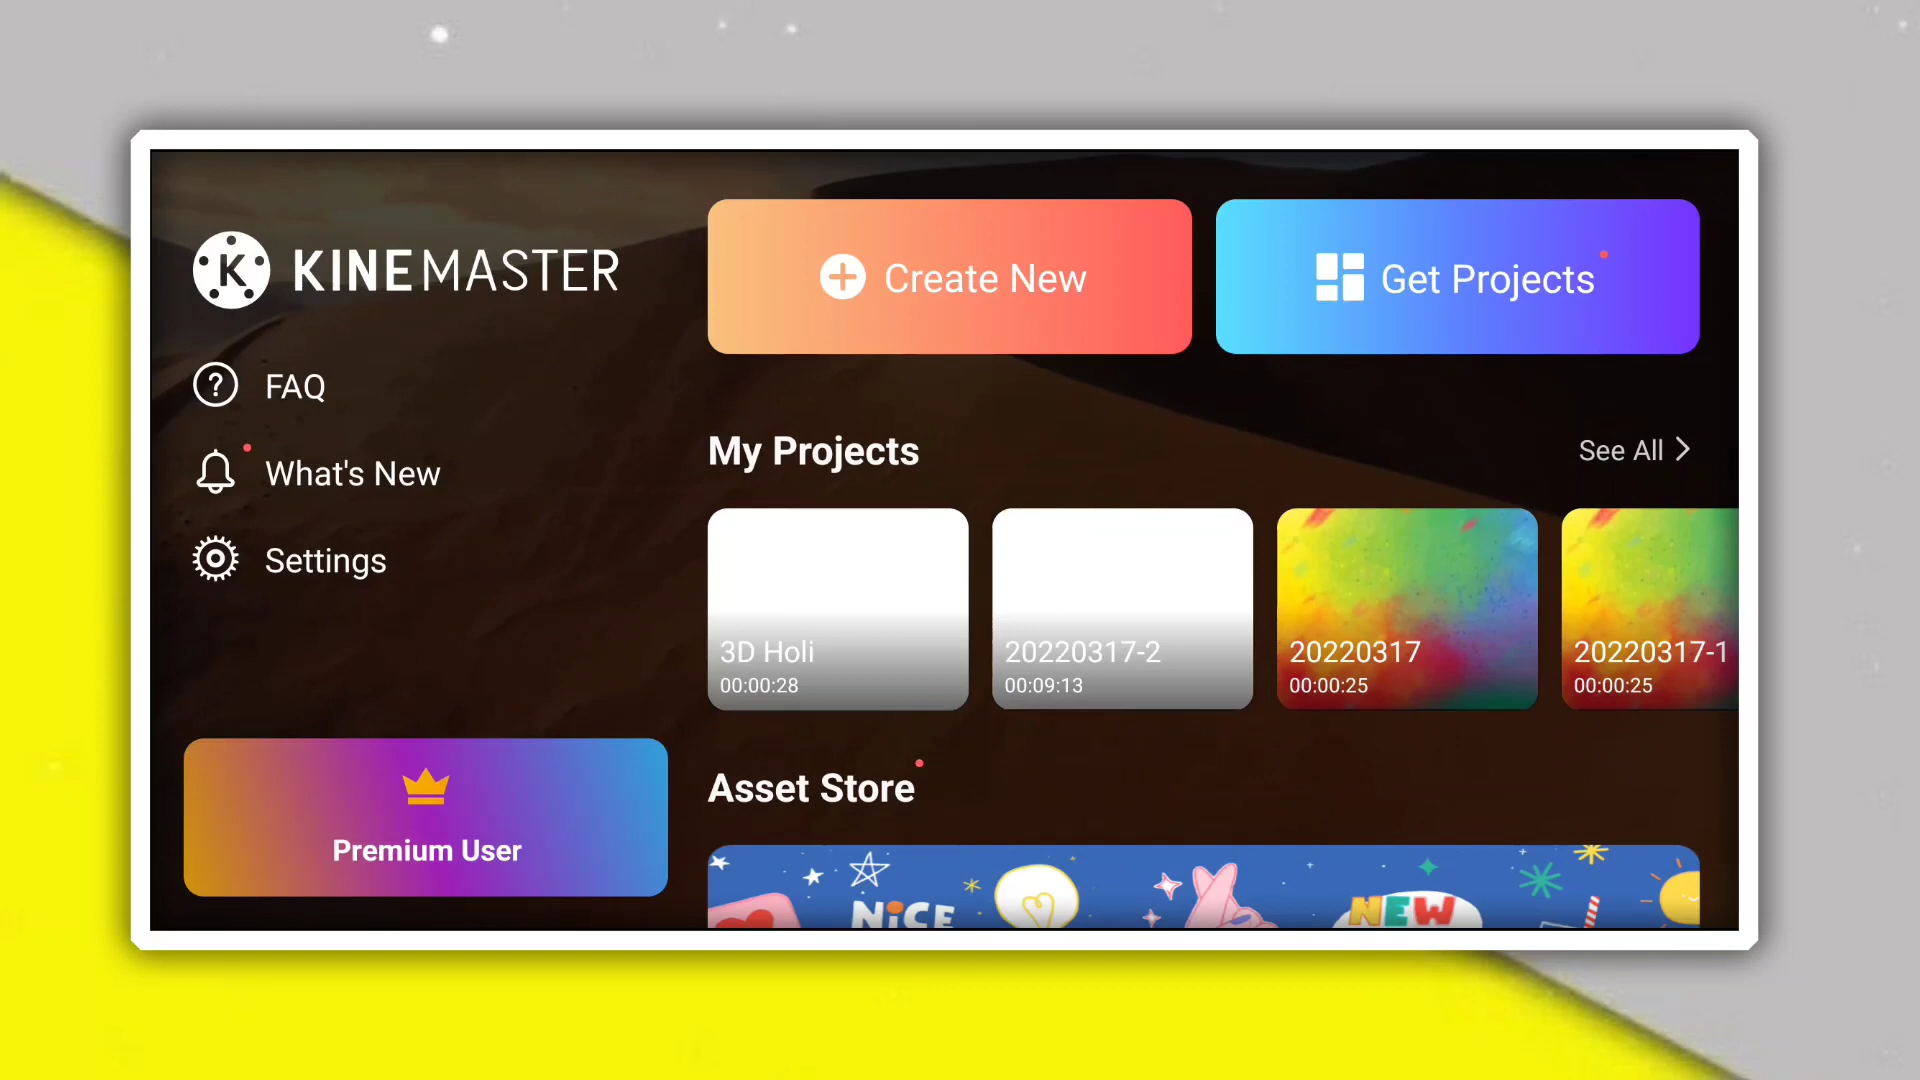 KINEMASTER
FAQ
What's New
Settings
Premium User
Create New
Get Projects
My Projects
See All
3D Holi
00:00:28
20220317-2
00:09:13
20220317
00:00:25
20220317-1
00:00:25
Asset Store
NiCE
NEW